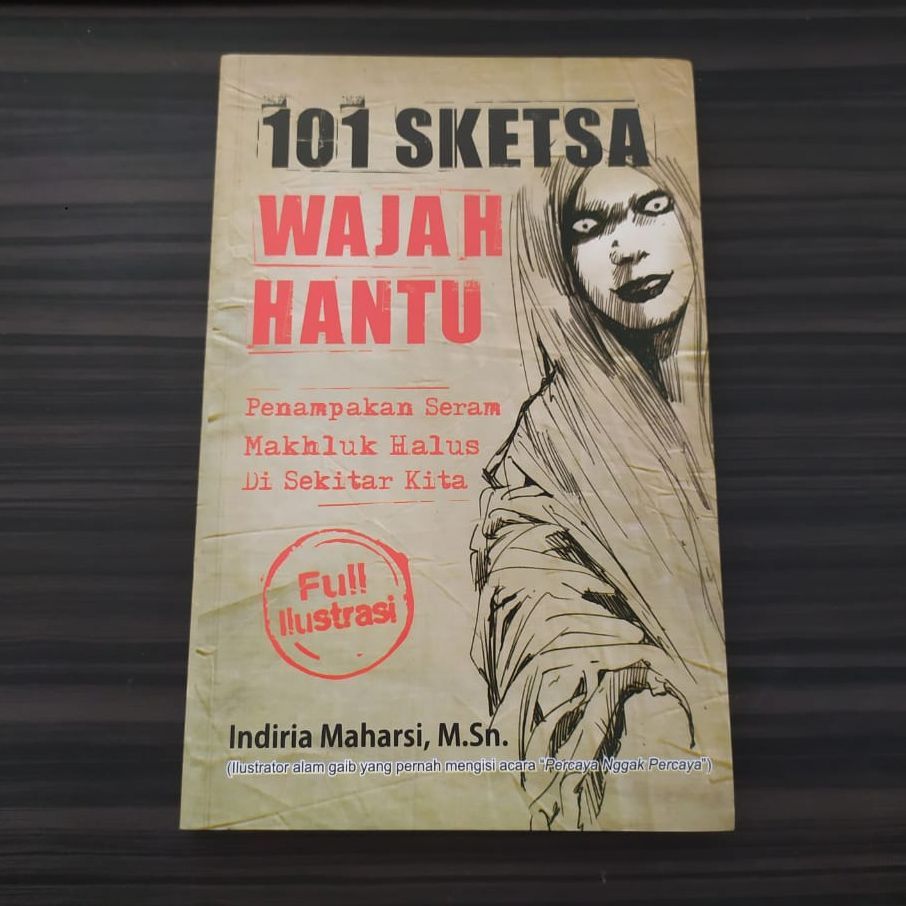 101 SKETSA
WAJAH
HANTU
Penampakan Seram
Makhluk Halus
Di Sekitar Kita
Full
Ilustrasi
Indiria Maharsi, M.Sn.
(Ilustrator alam gaib yang pernah mengisi acara "Percaya Nggak Percaya")